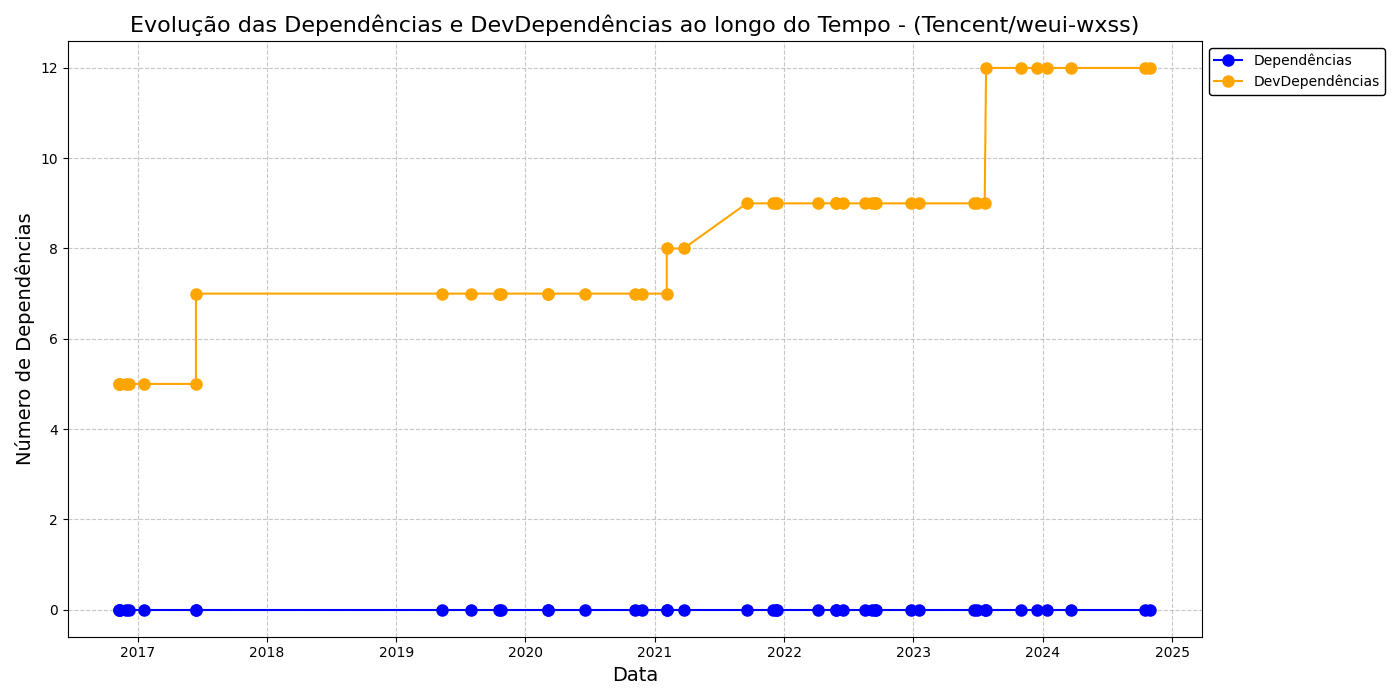 Evolução das Dependências e DevDependências ao longo do Tempo - (Tencent/weui-wxss)
Dependências
DevDependências
Número de Dependências
12
10
8
6
4
2
0
2017 2018 2019 2020 2021 2022 2023 2024 2025
Data